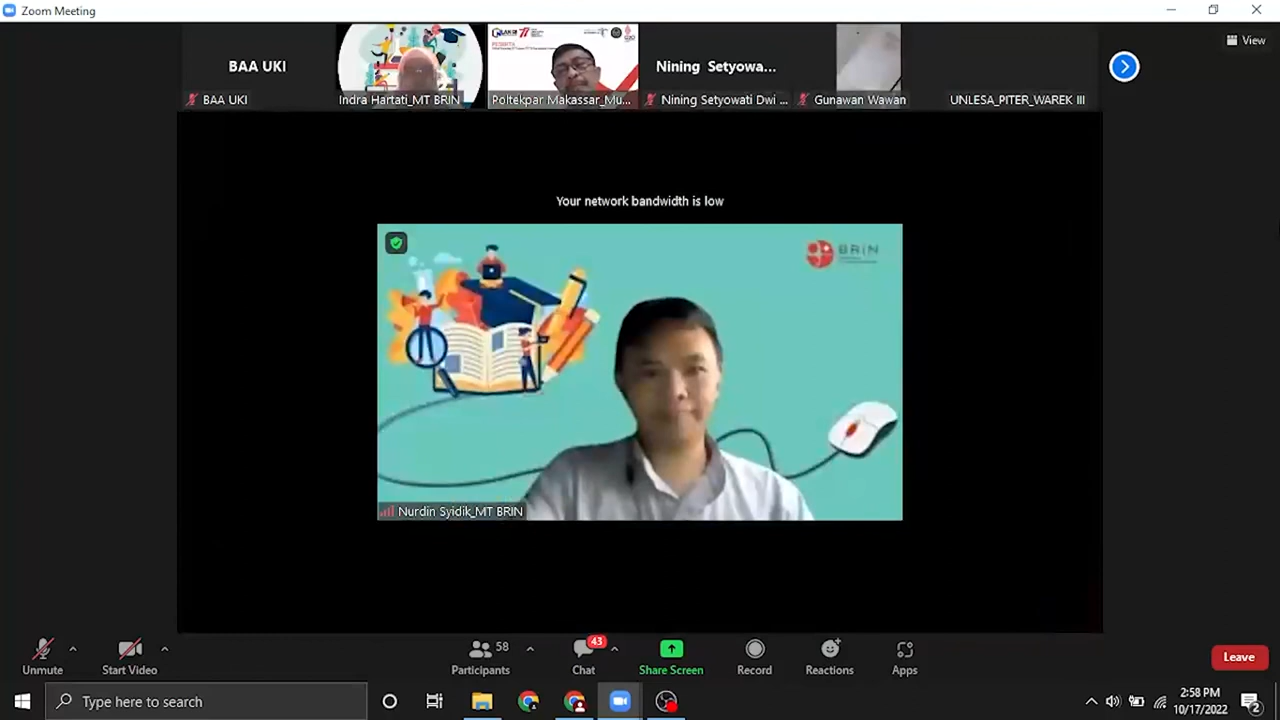 Zoom Meeting
View
BAA UKI
Nining Setyowa...
BAA UKI
Indra Hartati_MT BRIN
Poltekpar Makassar_Mu...
Nining Setyowati Dwi ...
Gunawan Wawan
UNLESA_PITER_WAREK III
Your network bandwidth is low
BRIN
Nurdin Syidik_MT BRIN
58
43
Unmute
Start Video
Participants
Chat
Share Screen
Record
Reactions
Apps
Leave
Type here to search
2:58 PM
10/17/2022
2